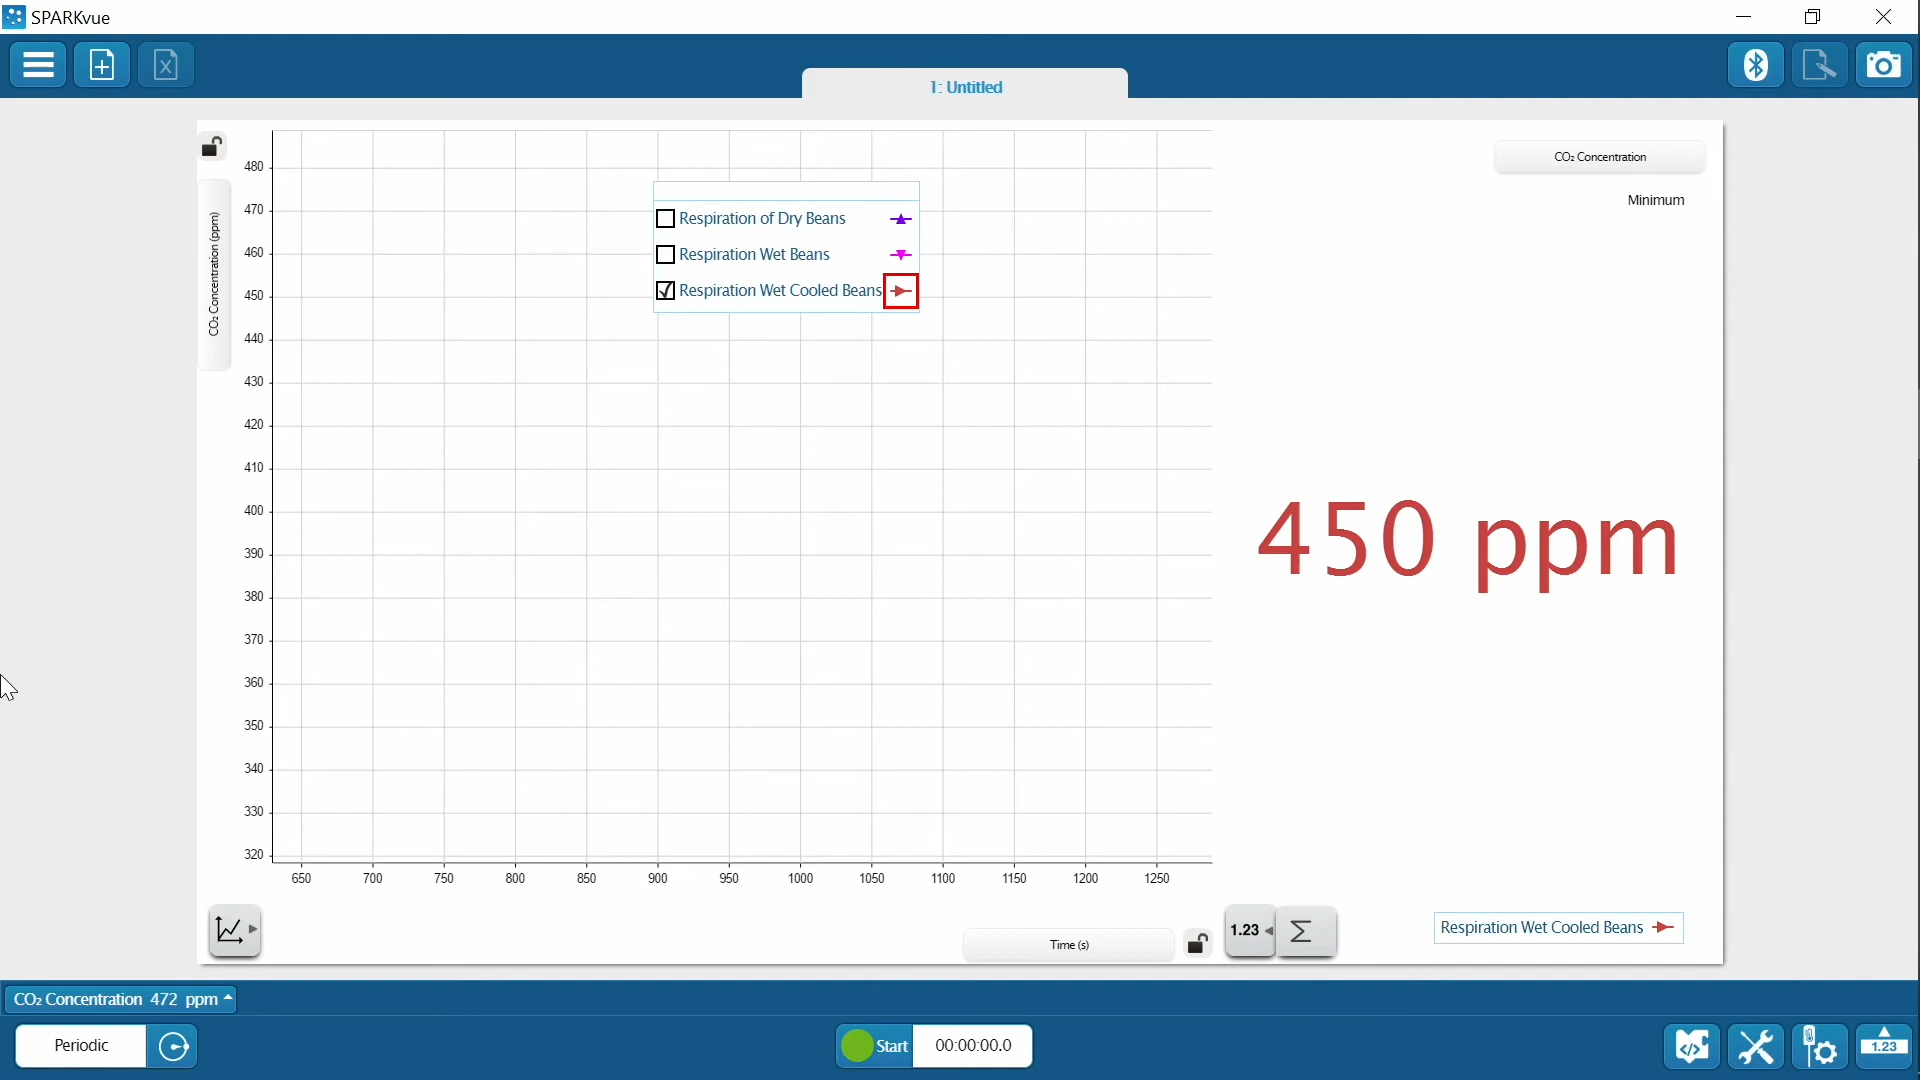 SPARKvue
1: Untitled
CO₂ Concentration
Minimum
CO₂ Concentration (ppm)
480
470
460
450
440
430
420
410
400
390
380
370
360
350
340
330
320
Respiration of Dry Beans
Respiration Wet Beans
Respiration Wet Cooled Beans
450 ppm
650 700 750 800 850 900 950 1000 1050 1100 1150 1200 1250
Time (s)
1.23
Σ
Respiration Wet Cooled Beans
CO₂ Concentration 472 ppm
Periodic
Start
00:00:00.0
1.23